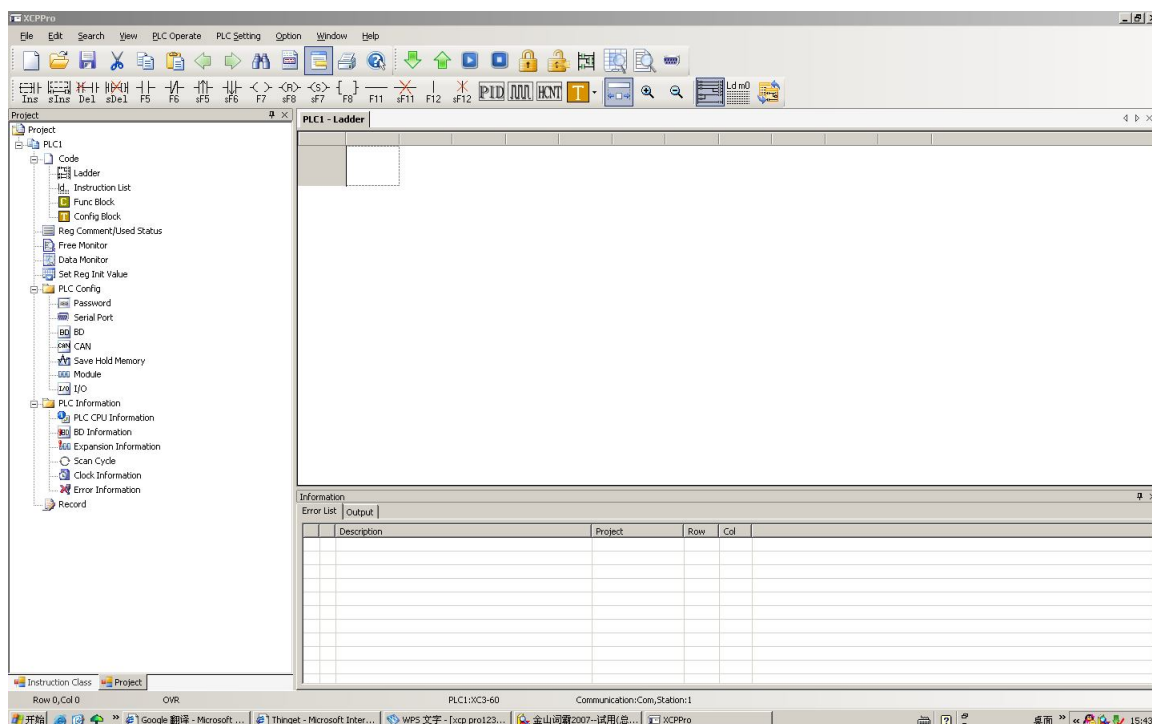 XCPPro
File Edit Search View PLC Operate PLC Setting Option Window Help
Ins sIns Del sDel F5 F6 sF5 sF6 F7 sF8 sF7 F8 F11 sF11 F12 sF12 PID HCNT T Ld m0
Project
PLC1 - Ladder
Project
PLC1
Code
Ladder
Instruction List
Func Block
Config Block
Reg Comment/Used Status
Free Monitor
Data Monitor
Set Reg Init Value
PLC Config
Password
Serial Port
BD BD
CAN CAN
Save Hold Memory
Module
I/O I/O
PLC Information
PLC CPU Information
BD Information
Expansion Information
Scan Cycle
Clock Information
Error Information
Record
Information
Error List Output
Description Project Row Col
Instruction Class Project
Row 0,Col 0 OVR PLC1:XC3-60 Communication:Com,Station:1
开始 Google 翻译 - Microsoft ... Thinget - Microsoft Inter... WPS 文字 - [xcp pro123... 金山词霸2007--试用(总... XCPPro 桌面 15:43